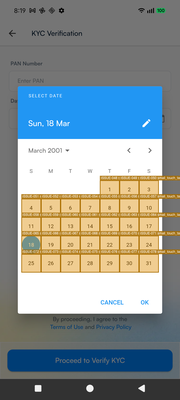 8:19
100
KYC Verification
PAN Number
Enter PAN
SELECT DATE
Sun, 18 Mar
March 2001
S M T W T F S
1 2 3
4 5 6 7 8 9 10
11 12 13 14 15 16 17
18 19 20 21 22 23 24
25 26 27 28 29 30 31
CANCEL OK
By proceeding, I agree to the
Terms of Use and Privacy Policy
Proceed to Verify KYC